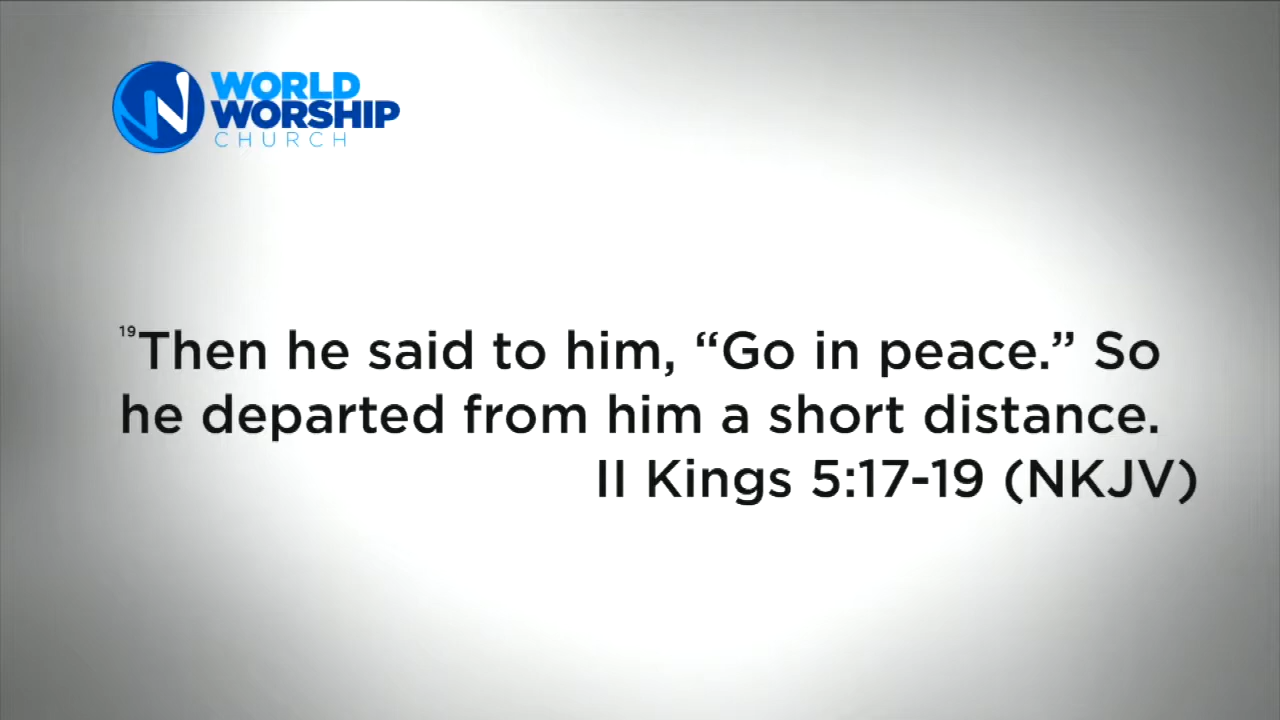 WORLD
WORSHIP
CHURCH
19Then he said to him, “Go in peace.” So
he departed from him a short distance.
II Kings 5:17-19 (NKJV)